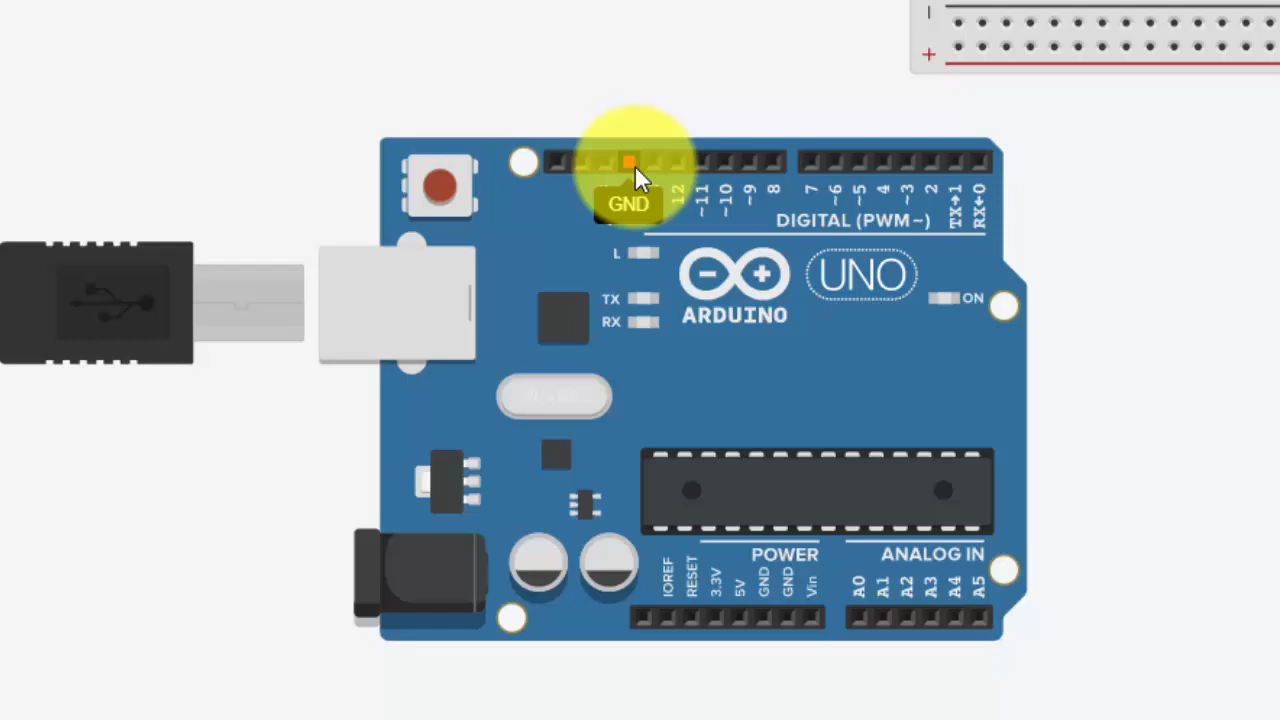 GND
12
~11
~10
~9
8
7
~6
~5
4
~3
2
TX→1
RX←0
DIGITAL (PWM~)
L
TX
RX
UNO
ARDUINO
ON
POWER
ANALOG IN
IOREF
RESET
3.3V
5V
GND
GND
Vin
A0
A1
A2
A3
A4
A5